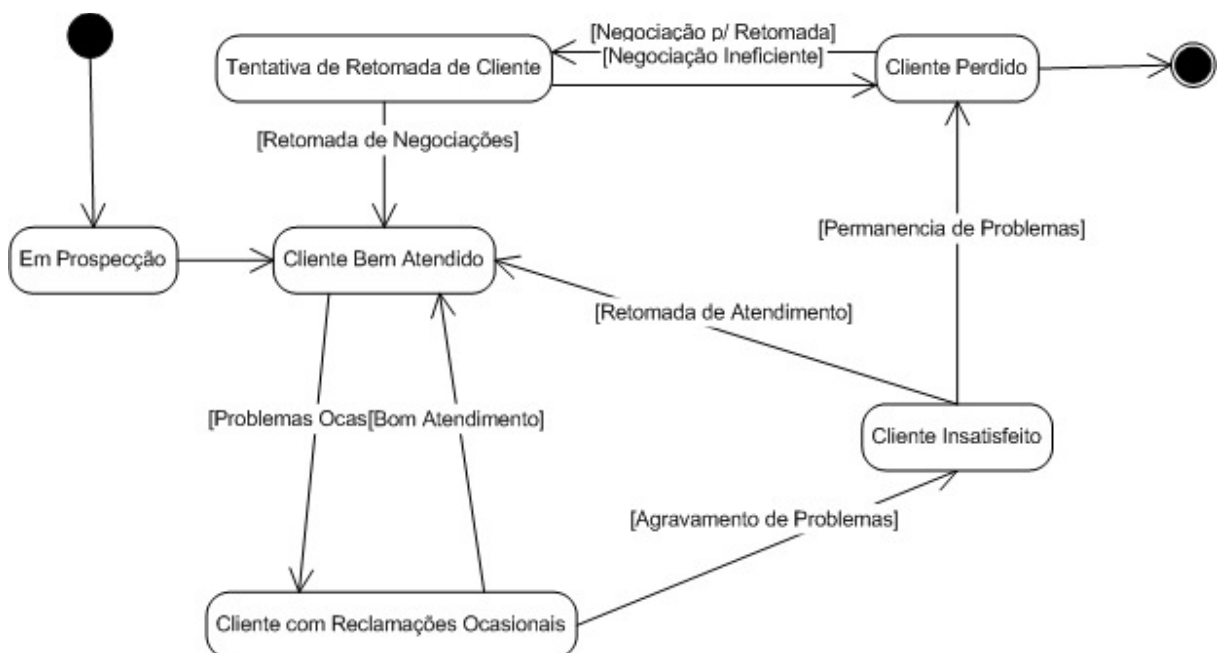 [Negociação p/ Retomada]
[Negociação Ineficiente]
Tentativa de Retomada de Cliente
Cliente Perdido
[Retomada de Negociações]
[Permanencia de Problemas]
Em Prospecção
Cliente Bem Atendido
[Retomada de Atendimento]
[Problemas Ocas
[Bom Atendimento]
Cliente Insatisfeito
[Agravamento de Problemas]
Cliente com Reclamações Ocasionais